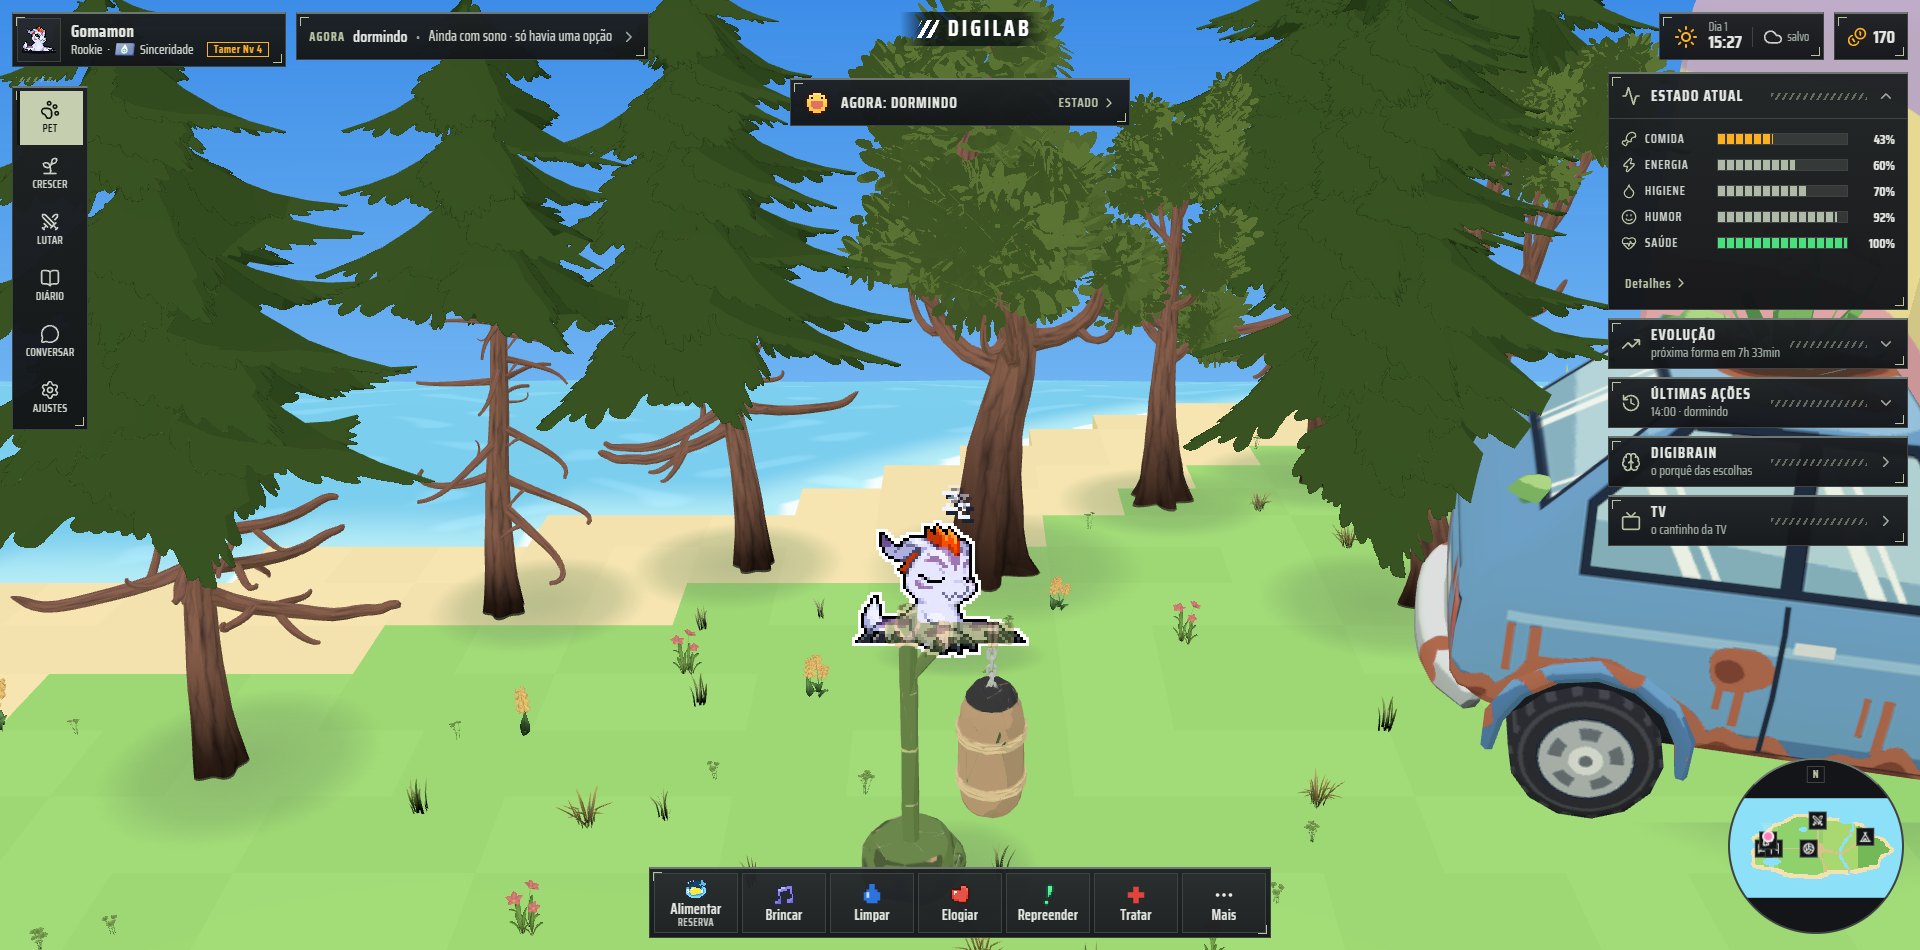 Gomamon
Rookie · Sinceridade Tamer Nv 4
AGORA dormindo · Ainda com sono · só havia uma opção
DIGILAB
Dia 1
15:27
salvo
170
AGORA: DORMINDO
ESTADO
PET
CRESCER
LUTAR
DIÁRIO
CONVERSAR
AJUSTES
ESTADO ATUAL
COMIDA 43%
ENERGIA 60%
HIGIENE 70%
HUMOR 92%
SAÚDE 100%
Detalhes
EVOLUÇÃO
próxima forma em 7h 33min
ÚLTIMAS AÇÕES
14:00 · dormindo
DIGIBRAIN
o porquê das escolhas
TV
o cantinho da TV
N
Alimentar
RESERVA
Brincar
Limpar
Elogiar
Repreender
Tratar
Mais